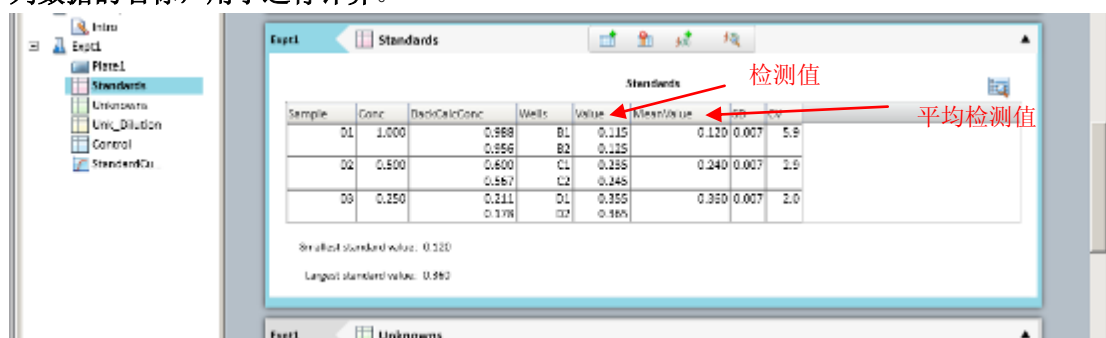 Intro
Expt1
Plate1
Standards
Unknowns
Unk_Dilution
Control
StandardCu...
Expt1 Standards
Standards
检测值
平均检测值
Sample Conc BackCalcConc Wells Value MeanValue SD CV
01 1.000 0.988 B1 0.115 0.120 0.007 5.9
0.956 B2 0.125
02 0.500 0.600 C1 0.235 0.240 0.007 2.9
0.567 C2 0.245
03 0.250 0.211 D1 0.355 0.360 0.007 2.0
0.178 D2 0.365
Smallest standard value: 0.120
Largest standard value: 0.360
Expt1 Unknowns